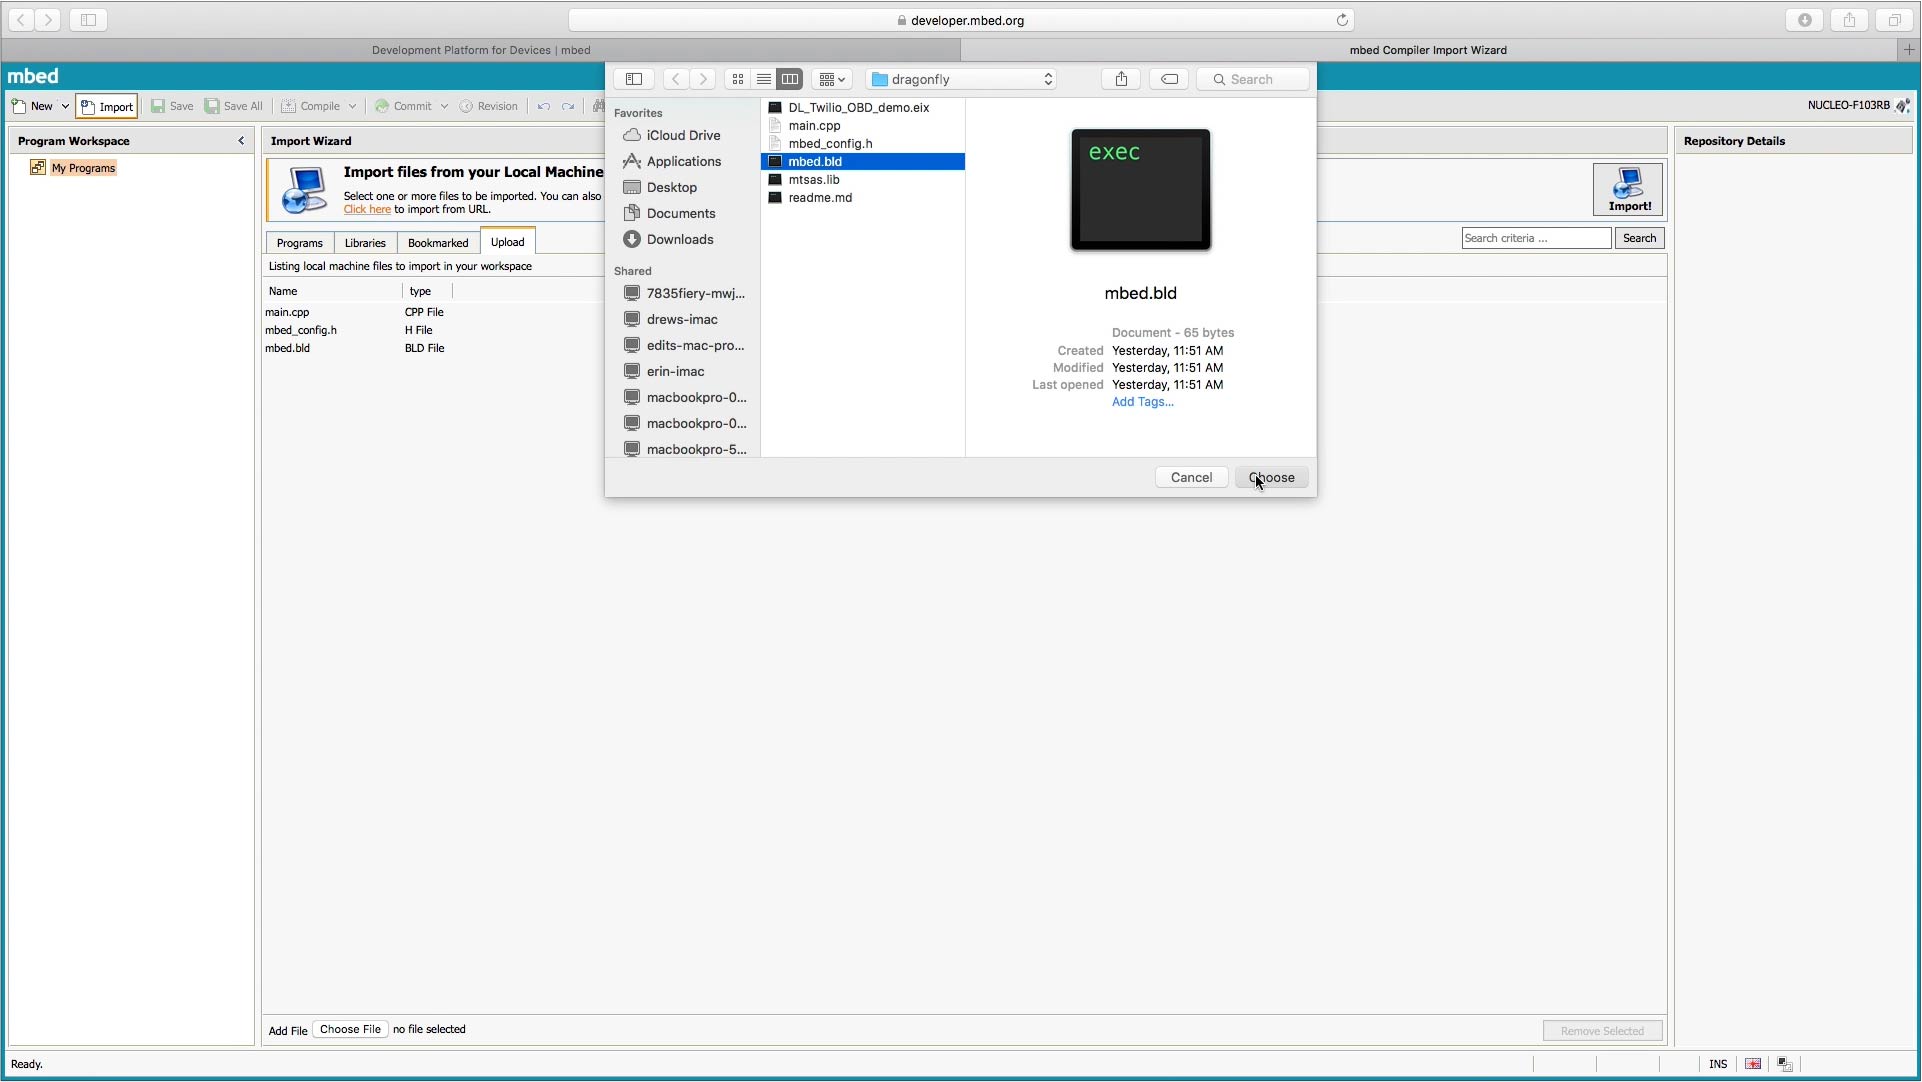 developer.mbed.org
Development Platform for Devices | mbed
mbed Compiler Import Wizard
mbed
dragonfly
Search
New
Import
Save
Save All
Compile
Commit
Revision
NUCLEO-F103RB
Program Workspace
My Programs
Import Wizard
Import files from your Local Machine
Select one or more files to be imported. You can also
Click here to import from URL.
Programs
Libraries
Bookmarked
Upload
Listing local machine files to import in your workspace
Name
type
main.cpp
CPP File
mbed_config.h
H File
mbed.bld
BLD File
Favorites
iCloud Drive
Applications
Desktop
Documents
Downloads
Shared
7835fiery-mwj...
drews-imac
edits-mac-pro...
erin-imac
macbookpro-0...
macbookpro-0...
macbookpro-5...
DL_Twilio_OBD_demo.eix
main.cpp
mbed_config.h
mbed.bld
mtsas.lib
readme.md
exec
mbed.bld
Document - 65 bytes
Created Yesterday, 11:51 AM
Modified Yesterday, 11:51 AM
Last opened Yesterday, 11:51 AM
Add Tags...
Cancel
Choose
Import!
Search criteria ...
Search
Repository Details
Add File
Choose File
no file selected
Remove Selected
Ready.
INS